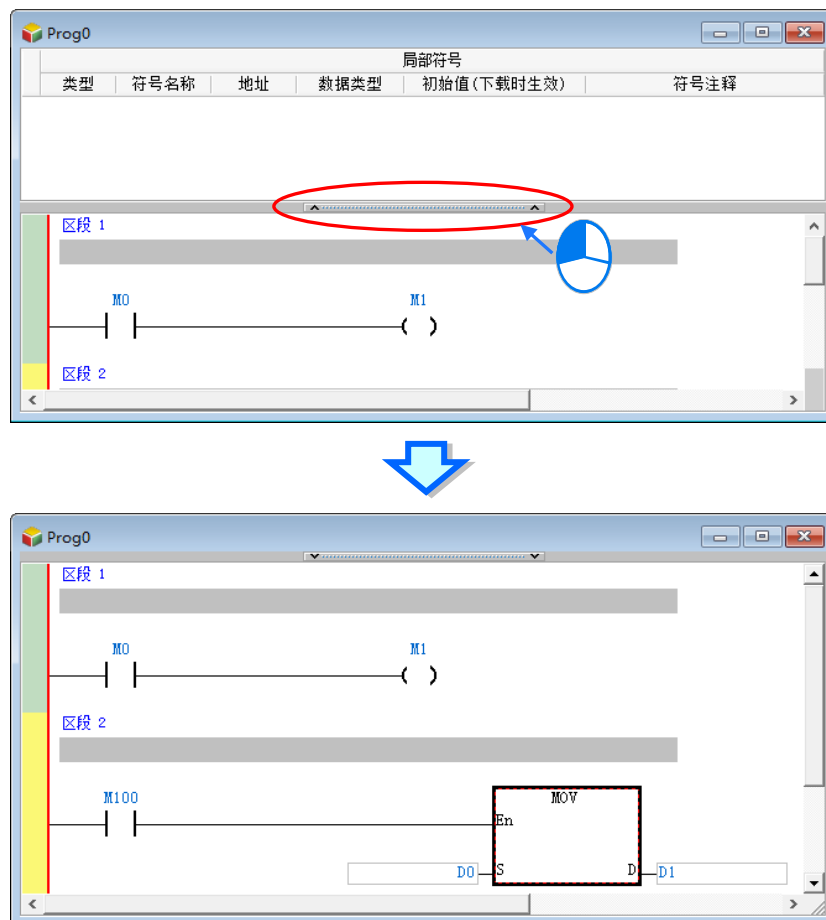 Prog0
局部符号
类型 符号名称 地址 数据类型 初始值(下载时生效) 符号注释
区段 1
M0 M1
区段 2
Prog0
区段 1
M0 M1
区段 2
M100 MOV
En
D0 S D D1